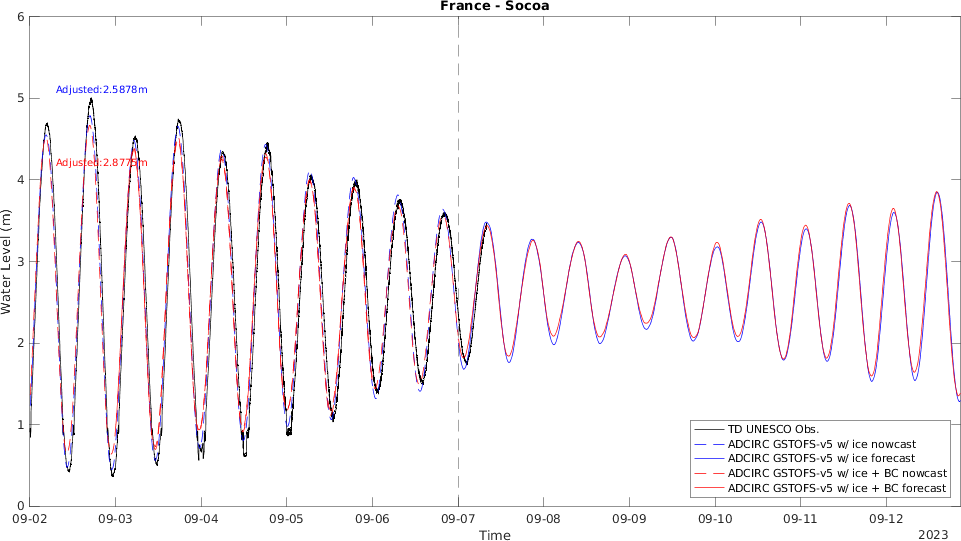 France - Socoa
6
5
4
3
2
1
0
Water Level (m)
Adjusted:2.5878m
Adjusted:2.8775m
TD UNESCO Obs.
ADCIRC GSTOFS-v5 w/ ice nowcast
ADCIRC GSTOFS-v5 w/ ice forecast
ADCIRC GSTOFS-v5 w/ ice + BC nowcast
ADCIRC GSTOFS-v5 w/ ice + BC forecast
09-02 09-03 09-04 09-05 09-06 09-07 09-08 09-09 09-10 09-11 09-12
Time
2023